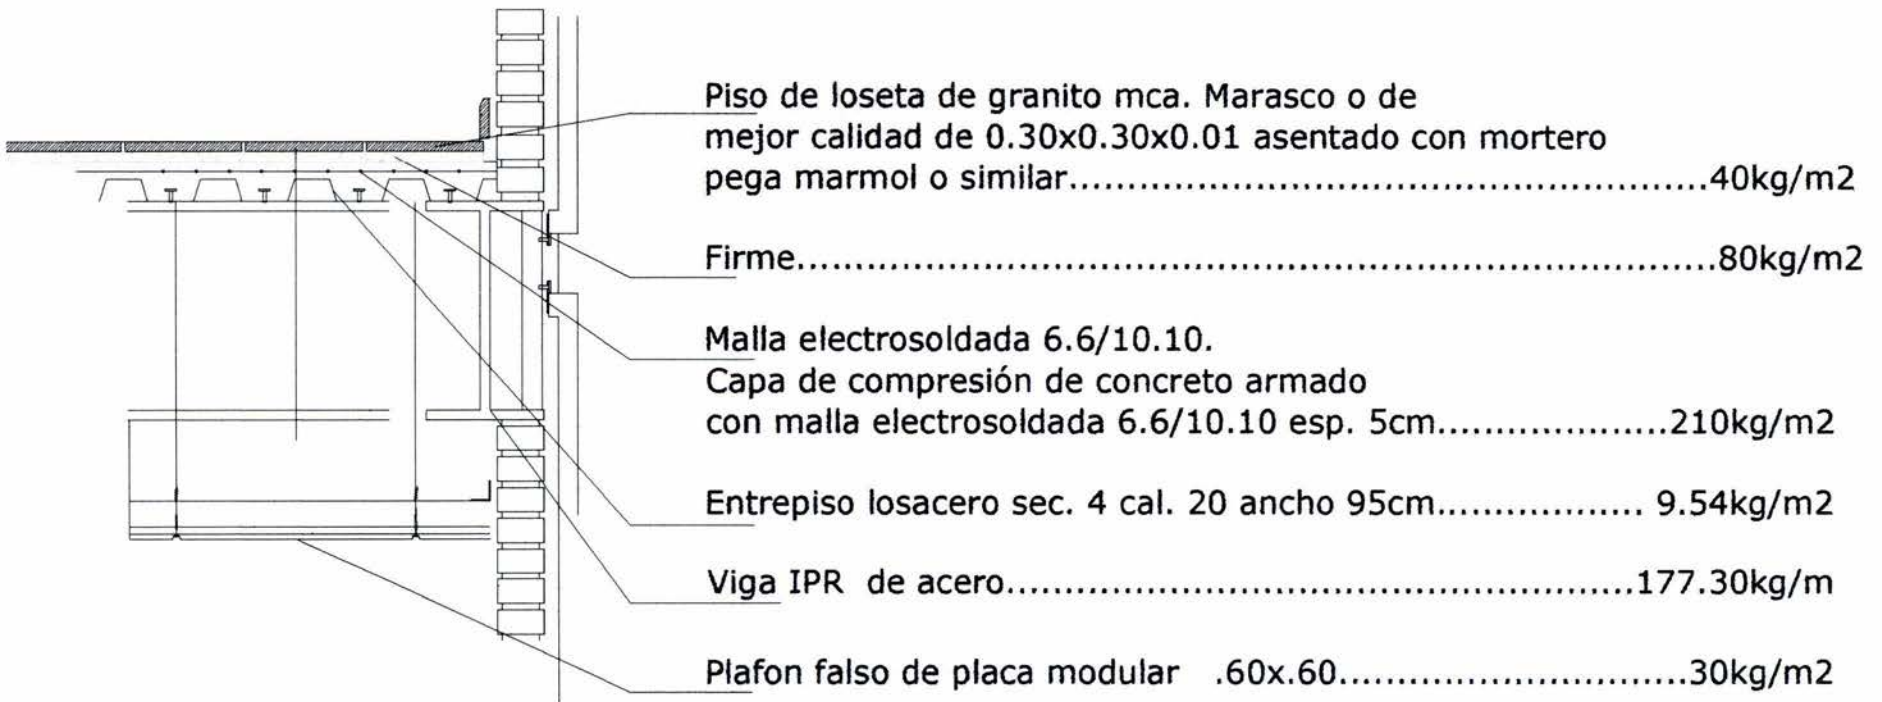 Piso de loseta de granito mca. Marasco o de
mejor calidad de 0.30x0.30x0.01 asentado con mortero
pega marmol o similar.......................................................40kg/m2
Firme................................................................................80kg/m2
Malla electrosoldada 6.6/10.10.
Capa de compresión de concreto armado
con malla electrosoldada 6.6/10.10 esp. 5cm....................210kg/m2
Entrepiso losacero sec. 4 cal. 20 ancho 95cm.................. 9.54kg/m2
Viga IPR de acero......................................................177.30kg/m
Plafon falso de placa modular .60x.60..............................30kg/m2